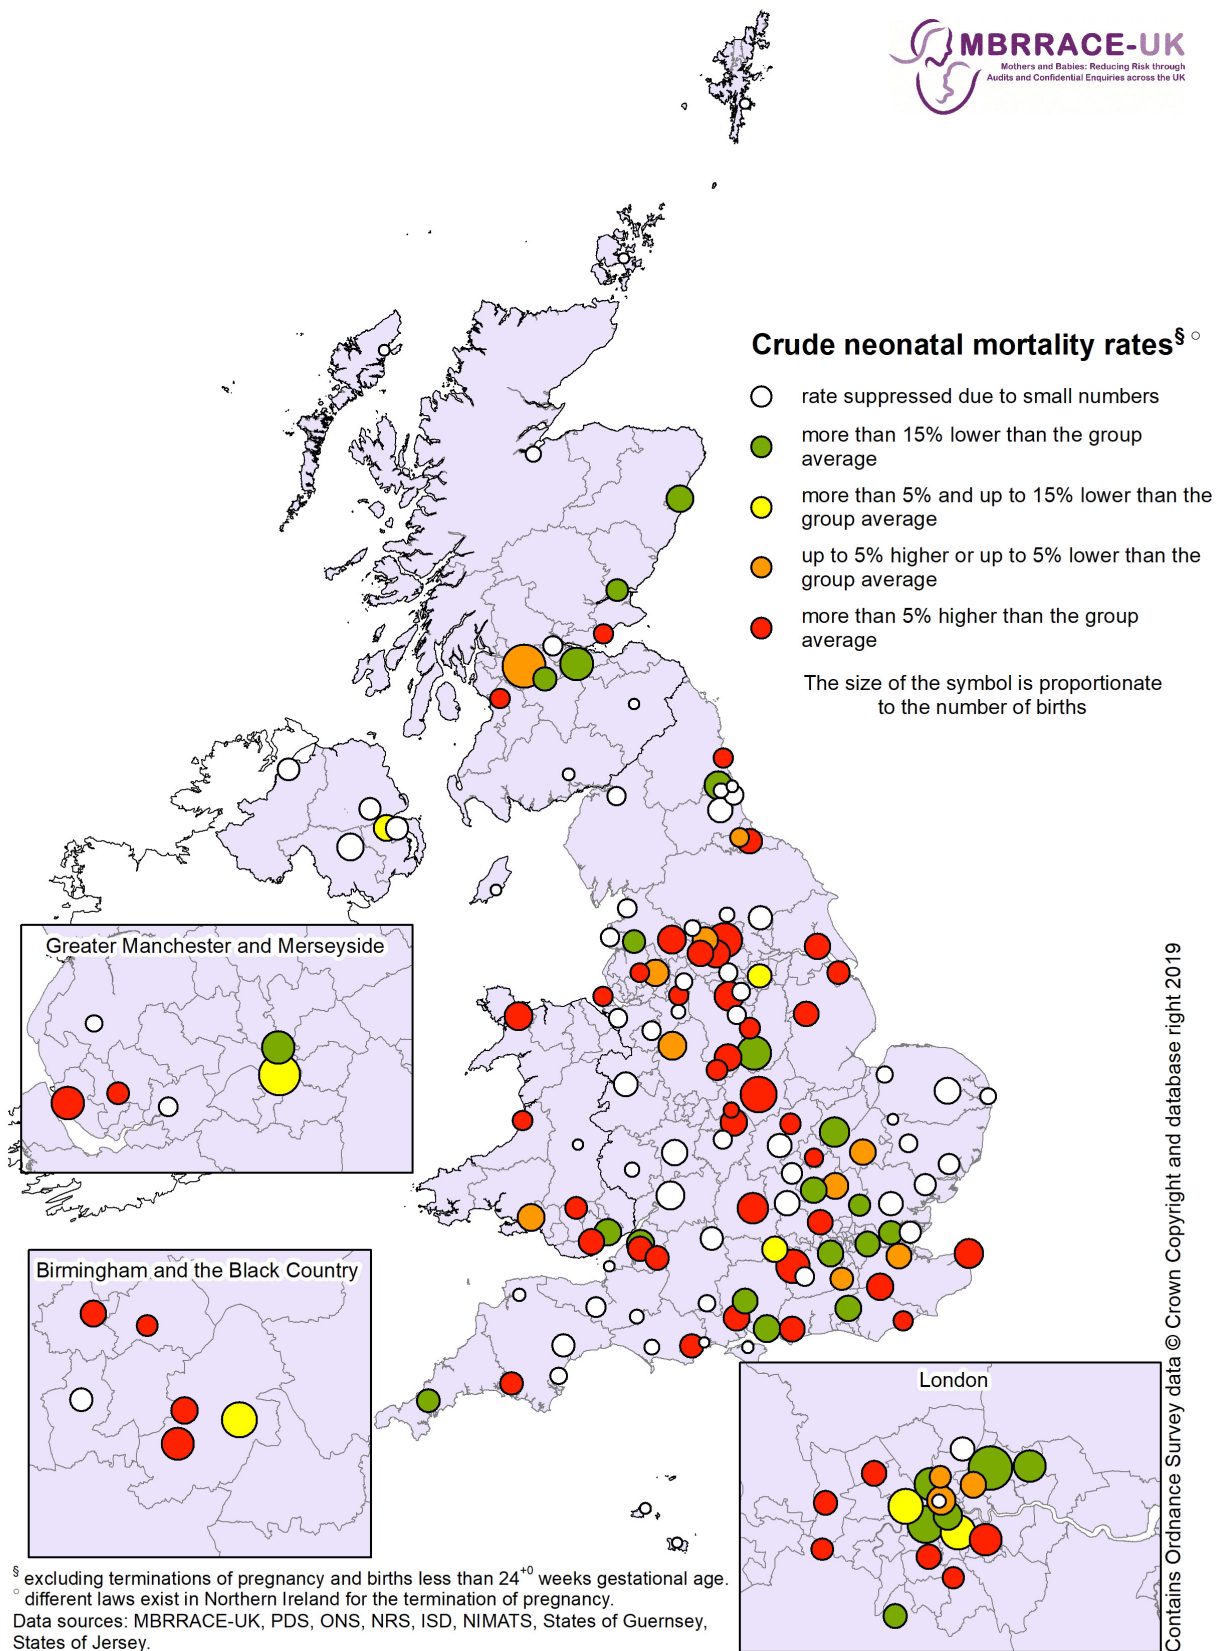 MBRRACE-UK
Mothers and Babies: Reducing Risk through
Audits and Confidential Enquiries across the UK
Crude neonatal mortality rates§ ○
rate suppressed due to small numbers
more than 15% lower than the group
average
more than 5% and up to 15% lower than the
group average
up to 5% higher or up to 5% lower than the
group average
more than 5% higher than the group
average
The size of the symbol is proportionate
to the number of births
Greater Manchester and Merseyside
Birmingham and the Black Country
London
Contains Ordnance Survey data © Crown Copyright and database right 2019
§ excluding terminations of pregnancy and births less than 24+0 weeks gestational age.
○ different laws exist in Northern Ireland for the termination of pregnancy.
Data sources: MBRRACE-UK, PDS, ONS, NRS, ISD, NIMATS, States of Guernsey,
States of Jersey.